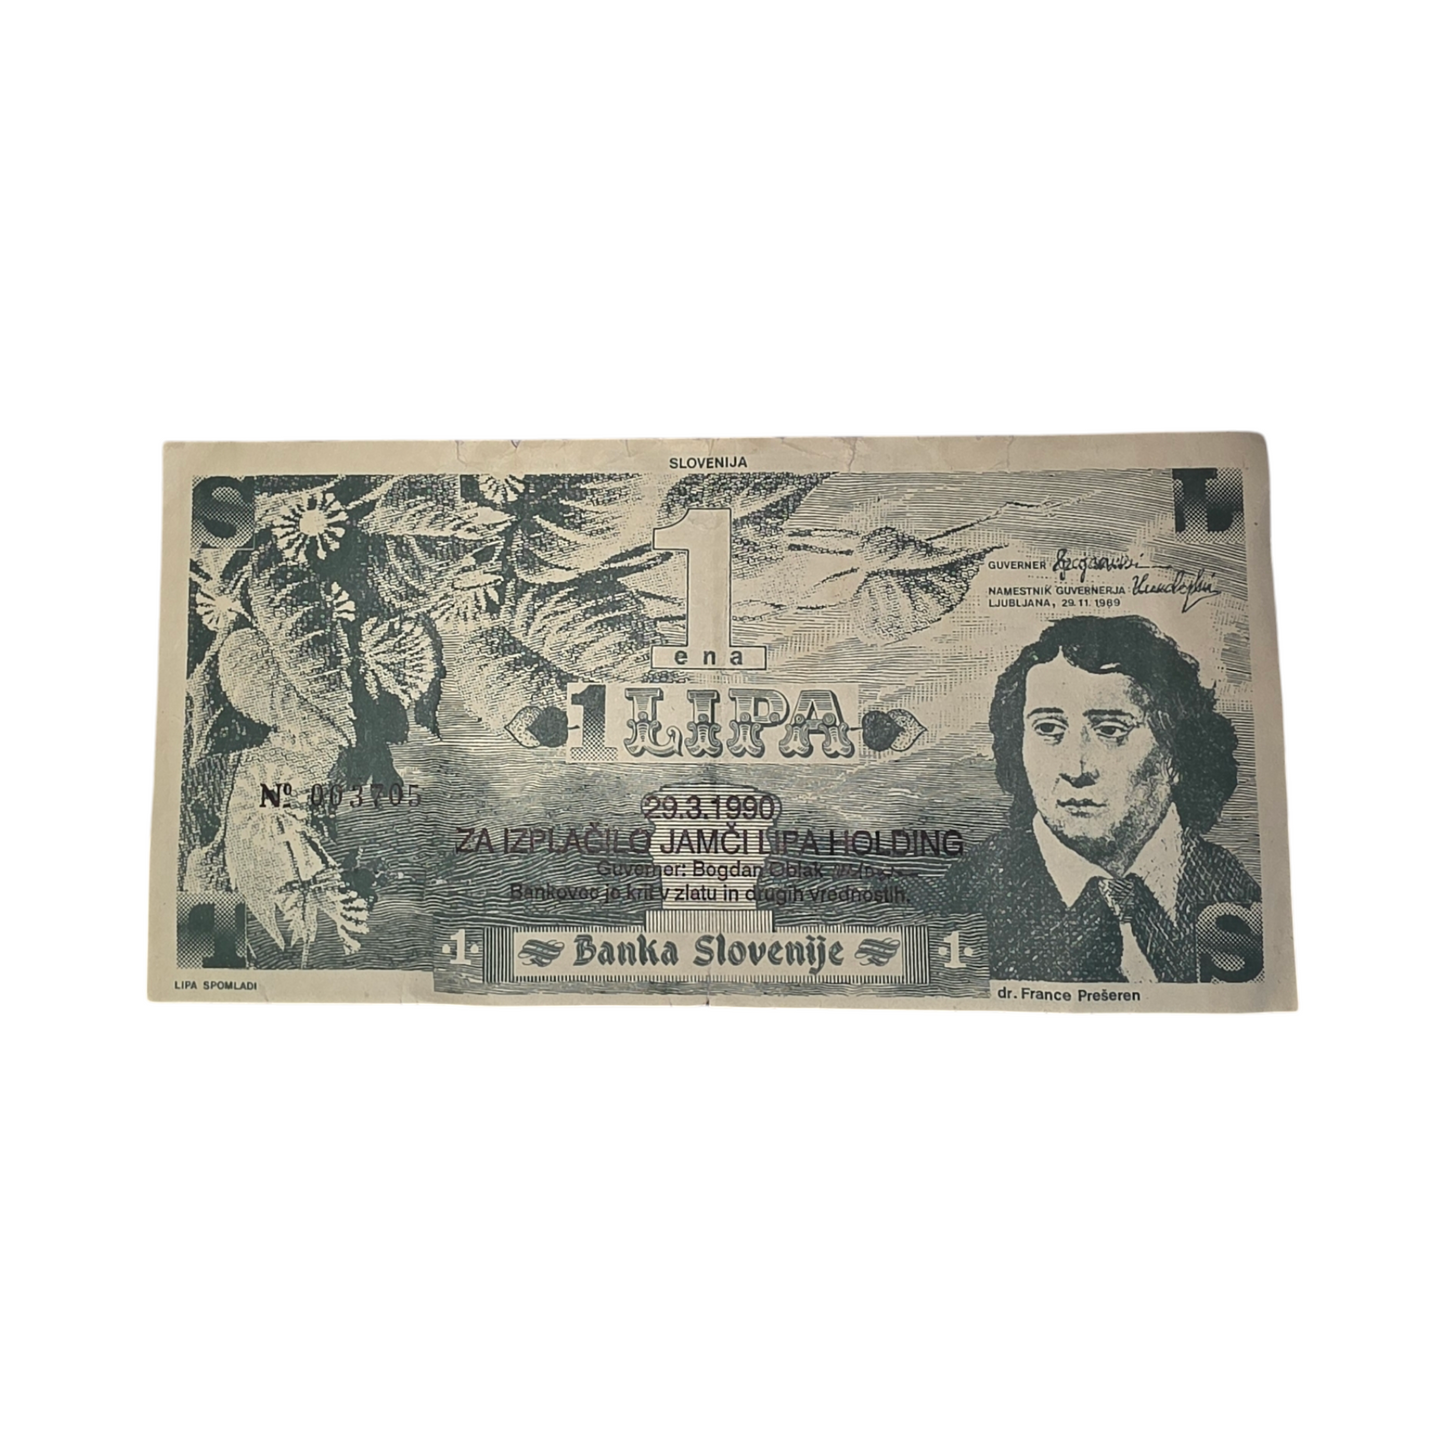 SLOVENIJA
S
L
1
ena
GUVERNER
NAMESTNIK GUVERNERJA
LJUBLJANA, 29.11.1989
1 LIPA
Nº 003705
29.3.1990
ZA IZPLAČILO JAMČI LIPA HOLDING
Guverner: Bogdan Oblak
Bankovec je krit v zlatu in drugih vrednostih.
1
Banka Slovenije
1
S
LIPA SPOMLADI
dr. France Prešeren